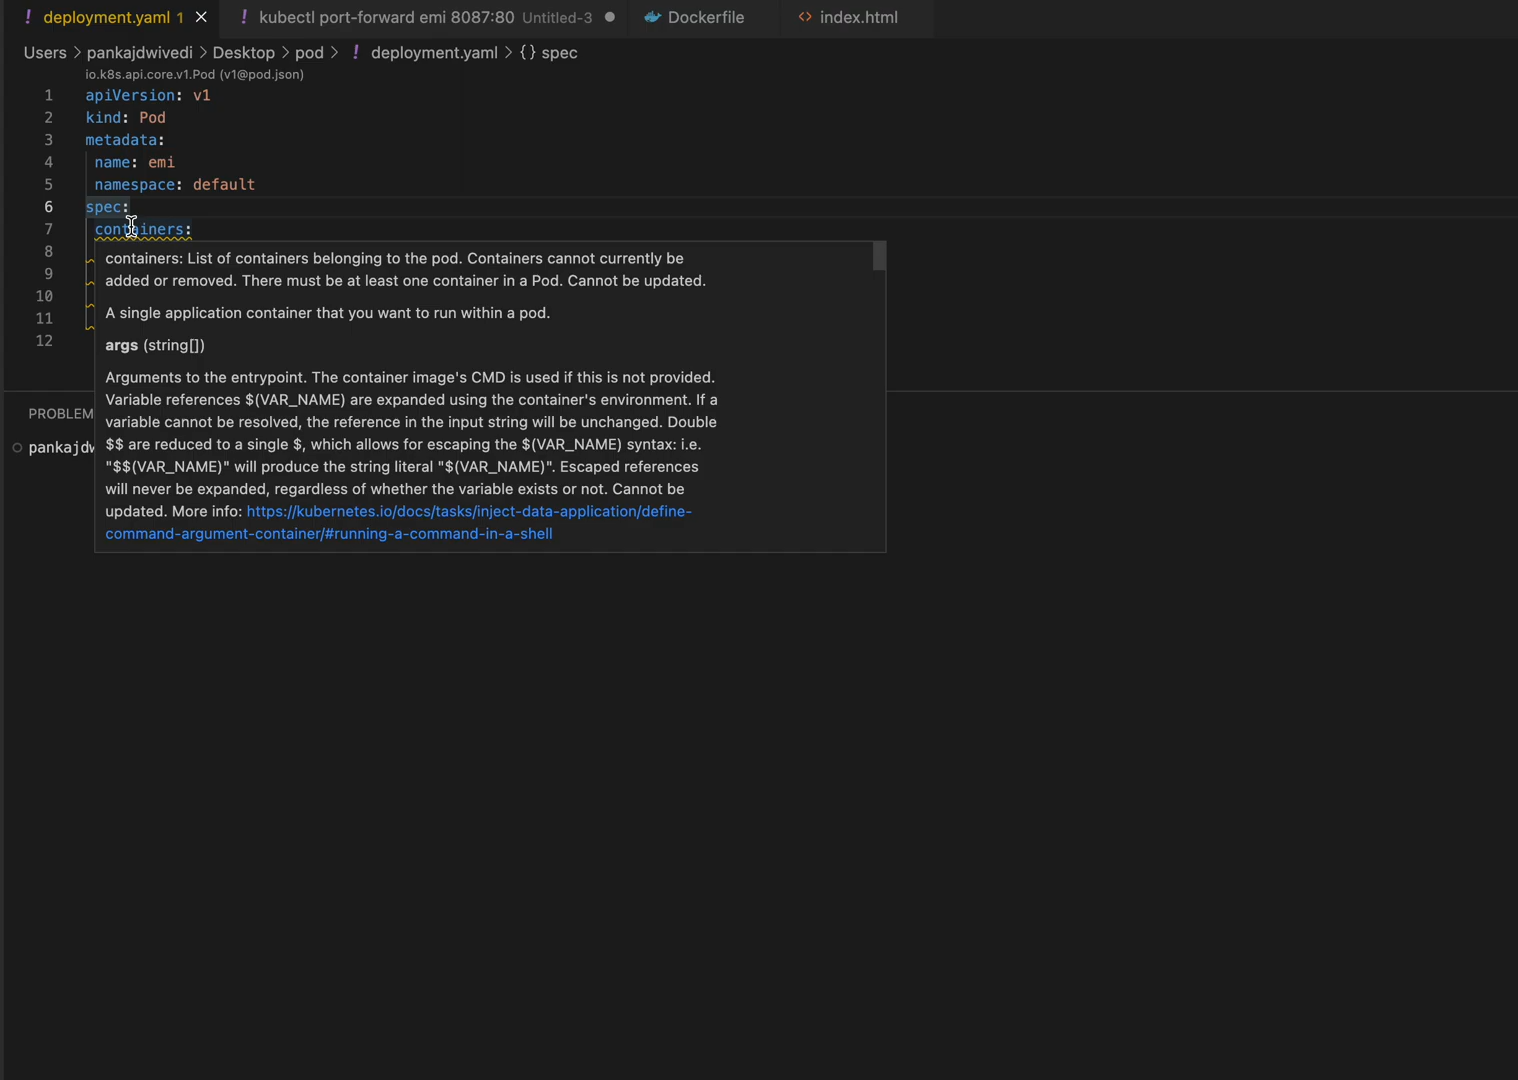 ! deployment.yaml 1 × ! kubectl port-forward emi 8087:80 Untitled-3 ● Dockerfile <> index.html
Users > pankajdwivedi > Desktop > pod > ! deployment.yaml > {} spec
io.k8s.api.core.v1.Pod (v1@pod.json)
1 apiVersion: v1
2 kind: Pod
3 metadata:
4 name: emi
5 namespace: default
6 spec:
7 containers:
8
9
10
11
12
containers: List of containers belonging to the pod. Containers cannot currently be
added or removed. There must be at least one container in a Pod. Cannot be updated.
A single application container that you want to run within a pod.
args (string[])
Arguments to the entrypoint. The container image's CMD is used if this is not provided.
Variable references $(VAR_NAME) are expanded using the container's environment. If a
variable cannot be resolved, the reference in the input string will be unchanged. Double
$$ are reduced to a single $, which allows for escaping the $(VAR_NAME) syntax: i.e.
"$$(VAR_NAME)" will produce the string literal "$(VAR_NAME)". Escaped references
will never be expanded, regardless of whether the variable exists or not. Cannot be
updated. More info: https://kubernetes.io/docs/tasks/inject-data-application/define-
command-argument-container/#running-a-command-in-a-shell
PROBLEM
pankajdw